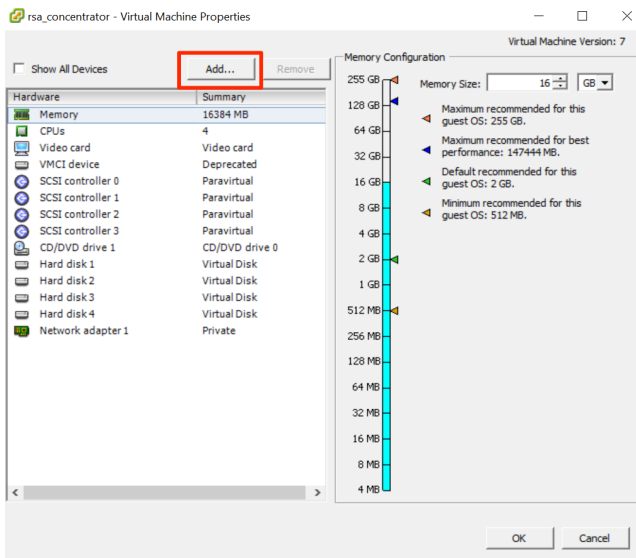 rsa_concentrator - Virtual Machine Properties
Virtual Machine Version: 7
Show All Devices
Add...
Remove
Hardware Summary
Memory 16384 MB
CPUs 4
Video card Video card
VMCI device Deprecated
SCSI controller 0 Paravirtual
SCSI controller 1 Paravirtual
SCSI controller 2 Paravirtual
SCSI controller 3 Paravirtual
CD/DVD drive 1 CD/DVD drive 0
Hard disk 1 Virtual Disk
Hard disk 2 Virtual Disk
Hard disk 3 Virtual Disk
Hard disk 4 Virtual Disk
Network adapter 1 Private
Memory Configuration
255 GB
128 GB
64 GB
32 GB
16 GB
8 GB
4 GB
2 GB
1 GB
512 MB
256 MB
128 MB
64 MB
32 MB
16 MB
8 MB
4 MB
Memory Size: 16 GB
Maximum recommended for this
guest OS: 255 GB.
Maximum recommended for best
performance: 147444 MB.
Default recommended for this
guest OS: 2 GB.
Minimum recommended for this
guest OS: 512 MB.
OK
Cancel